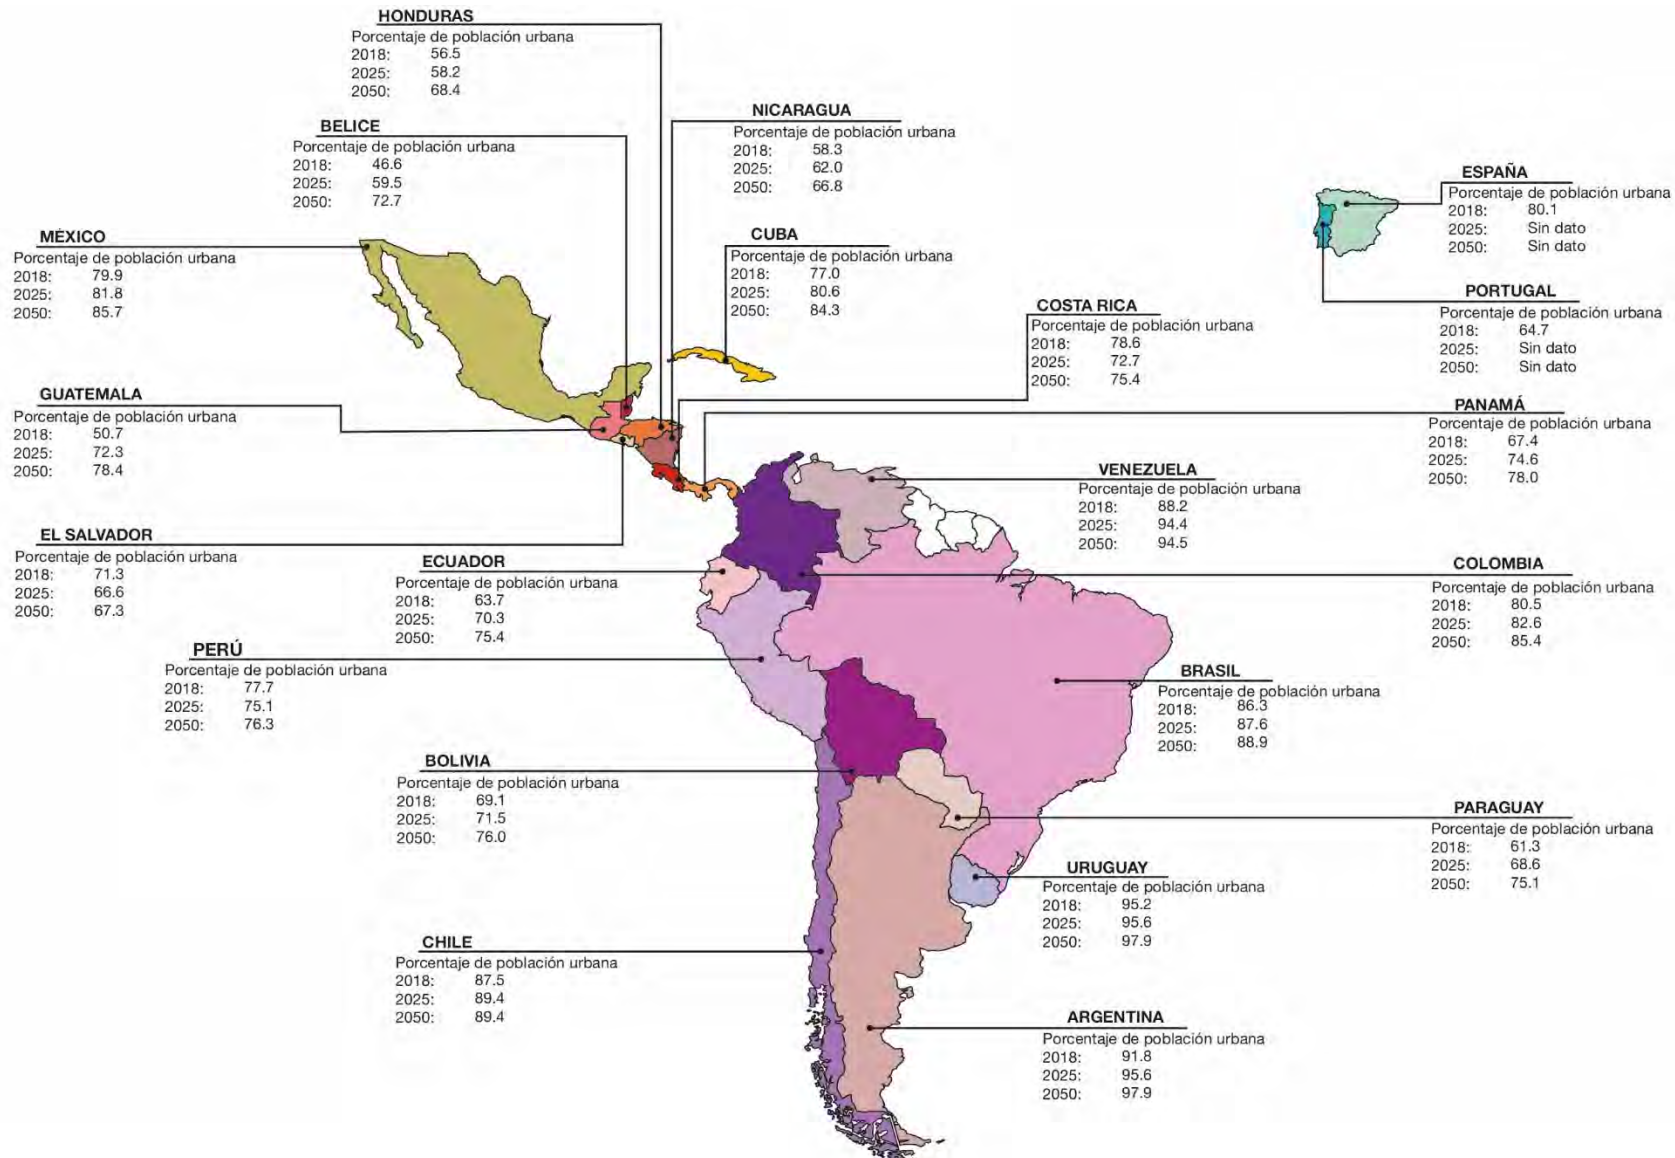 HONDURAS
Porcentaje de población urbana
2018: 56.5
2025: 58.2
2050: 68.4
NICARAGUA
Porcentaje de población urbana
2018: 58.3
2025: 62.0
2050: 66.8
BELICE
Porcentaje de población urbana
2018: 46.6
2025: 59.5
2050: 72.7
ESPAÑA
Porcentaje de población urbana
2018: 80.1
2025: Sin dato
2050: Sin dato
MÉXICO
Porcentaje de población urbana
2018: 79.9
2025: 81.8
2050: 85.7
CUBA
Porcentaje de población urbana
2018: 77.0
2025: 80.6
2050: 84.3
PORTUGAL
Porcentaje de población urbana
2018: 64.7
2025: Sin dato
2050: Sin dato
COSTA RICA
Porcentaje de población urbana
2018: 78.6
2025: 72.7
2050: 75.4
GUATEMALA
Porcentaje de población urbana
2018: 50.7
2025: 72.3
2050: 78.4
PANAMÁ
Porcentaje de población urbana
2018: 67.4
2025: 74.6
2050: 78.0
VENEZUELA
Porcentaje de población urbana
2018: 88.2
2025: 94.4
2050: 94.5
EL SALVADOR
Porcentaje de población urbana
2018: 71.3
2025: 66.6
2050: 67.3
ECUADOR
Porcentaje de población urbana
2018: 63.7
2025: 70.3
2050: 75.4
COLOMBIA
Porcentaje de población urbana
2018: 80.5
2025: 82.6
2050: 85.4
PERÚ
Porcentaje de población urbana
2018: 77.7
2025: 75.1
2050: 76.3
BRASIL
Porcentaje de población urbana
2018: 86.3
2025: 87.6
2050: 88.9
BOLIVIA
Porcentaje de población urbana
2018: 69.1
2025: 71.5
2050: 76.0
PARAGUAY
Porcentaje de población urbana
2018: 61.3
2025: 68.6
2050: 75.1
URUGUAY
Porcentaje de población urbana
2018: 95.2
2025: 95.6
2050: 97.9
CHILE
Porcentaje de población urbana
2018: 87.5
2025: 89.4
2050: 89.4
ARGENTINA
Porcentaje de población urbana
2018: 91.8
2025: 95.6
2050: 97.9